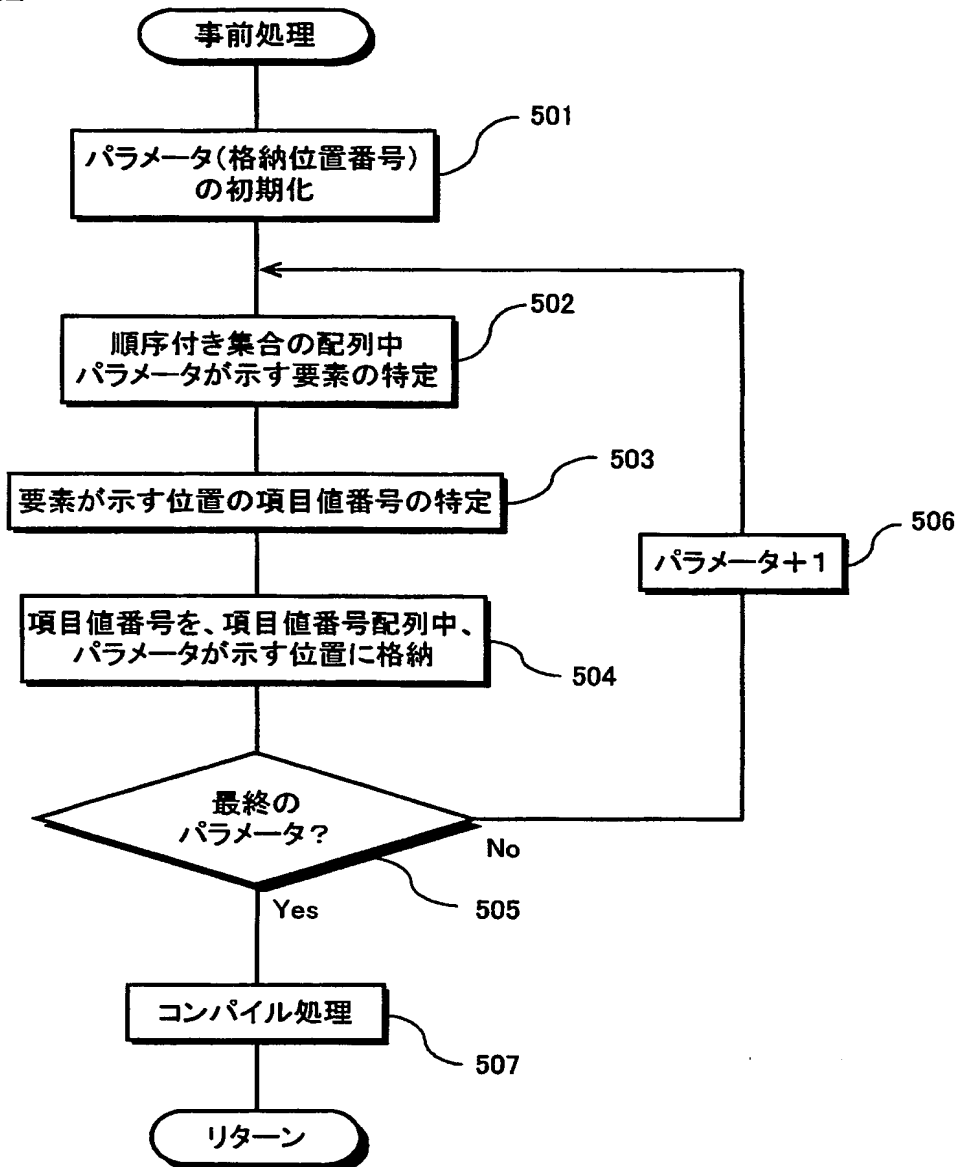 事前処理
501
パラメータ(格納位置番号)
の初期化
502
順序付き集合の配列中
パラメータが示す要素の特定
503
要素が示す位置の項目値番号の特定
506
パラメータ+1
項目値番号を、項目値番号配列中、
パラメータが示す位置に格納
504
最終の
パラメータ?
No
505
Yes
コンパイル処理
507
リターン